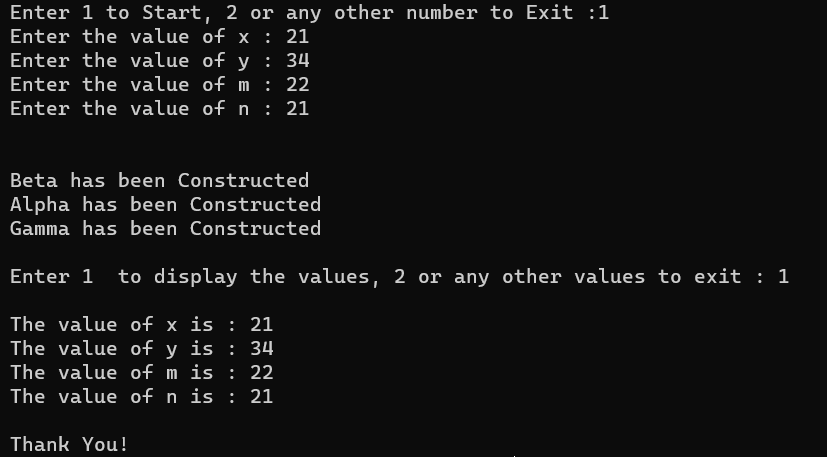 Enter 1 to Start, 2 or any other number to Exit :1
Enter the value of x : 21
Enter the value of y : 34
Enter the value of m : 22
Enter the value of n : 21
Beta has been Constructed
Alpha has been Constructed
Gamma has been Constructed
Enter 1  to display the values, 2 or any other values to exit : 1
The value of x is : 21
The value of y is : 34
The value of m is : 22
The value of n is : 21
Thank You!